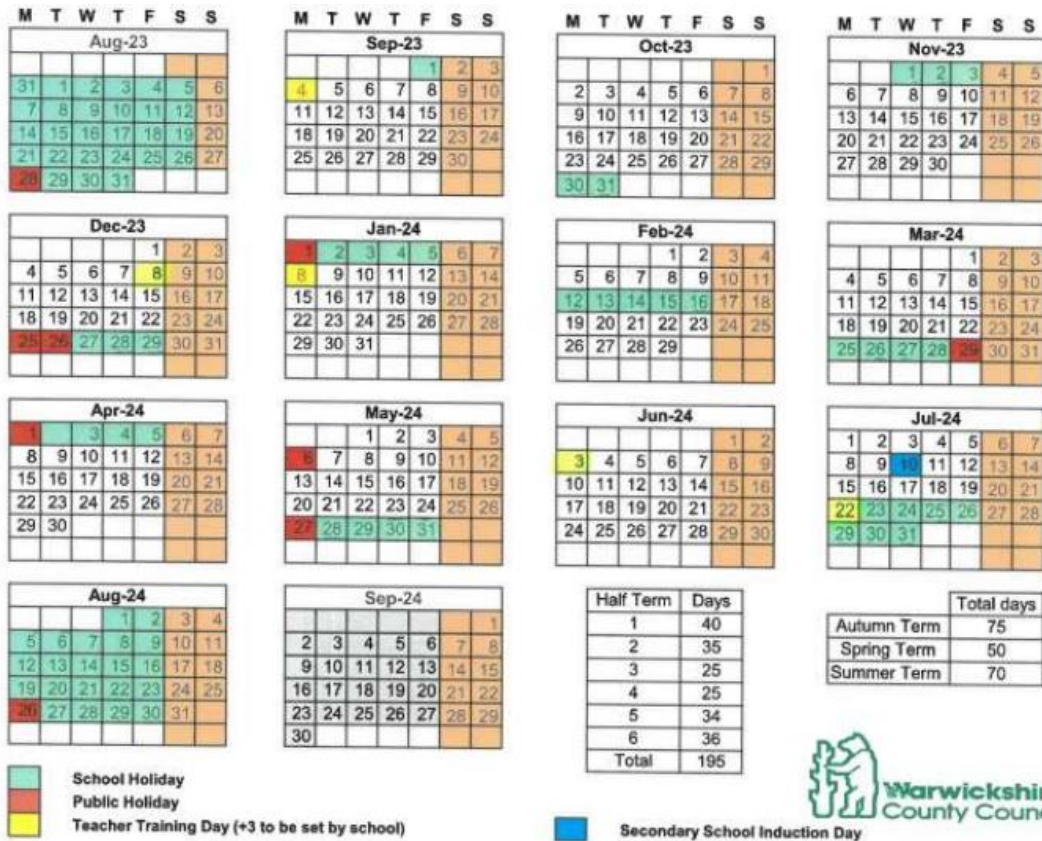 M T W T F S S
Aug-23
31 1 2 3 4 5 6
7 8 9 10 11 12 13
14 15 16 17 18 19 20
21 22 23 24 25 26 27
28 29 30 31
M T W T F S S
Sep-23
1 2 3
4 5 6 7 8 9 10
11 12 13 14 15 16 17
18 19 20 21 22 23 24
25 26 27 28 29 30
M T W T F S S
Oct-23
1
2 3 4 5 6 7 8
9 10 11 12 13 14 15
16 17 18 19 20 21 22
23 24 25 26 27 28 29
30 31
M T W T F S S
Nov-23
1 2 3 4 5
6 7 8 9 10 11 12
13 14 15 16 17 18 19
20 21 22 23 24 25 26
27 28 29 30
Dec-23
1 2 3
4 5 6 7 8 9 10
11 12 13 14 15 16 17
18 19 20 21 22 23 24
25 26 27 28 29 30 31
Jan-24
1 2 3 4 5 6 7
8 9 10 11 12 13 14
15 16 17 18 19 20 21
22 23 24 25 26 27 28
29 30 31
Feb-24
1 2 3 4
5 6 7 8 9 10 11
12 13 14 15 16 17 18
19 20 21 22 23 24 25
26 27 28 29
Mar-24
1 2 3
4 5 6 7 8 9 10
11 12 13 14 15 16 17
18 19 20 21 22 23 24
25 26 27 28 29 30 31
Apr-24
1 3 4 5 6 7
8 9 10 11 12 13 14
15 16 17 18 19 20 21
22 23 24 25 26 27 28
29 30
May-24
1 2 3 4 5
6 7 8 9 10 11 12
13 14 15 16 17 18 19
20 21 22 23 24 25 26
27 28 29 30 31
Jun-24
1 2
3 4 5 6 7 8 9
10 11 12 13 14 15 16
17 18 19 20 21 22 23
24 25 26 27 28 29 30
Jul-24
1 2 3 4 5 6 7
8 9 10 11 12 13 14
15 16 17 18 19 20 21
22 23 24 25 26 27 28
29 30 31
Aug-24
1 2 3 4
5 6 7 8 9 10 11
12 13 14 15 16 17 18
19 20 21 22 23 24 25
26 27 28 29 30 31
Sep-24
1
2 3 4 5 6 7 8
9 10 11 12 13 14 15
16 17 18 19 20 21 22
23 24 25 26 27 28 29
30
Half Term Days
1 40
2 35
3 25
4 25
5 34
6 36
Total 195
Total days
Autumn Term 75
Spring Term 50
Summer Term 70
School Holiday
Public Holiday
Teacher Training Day (+3 to be set by school)
Secondary School Induction Day
Warwickshir
County Counc